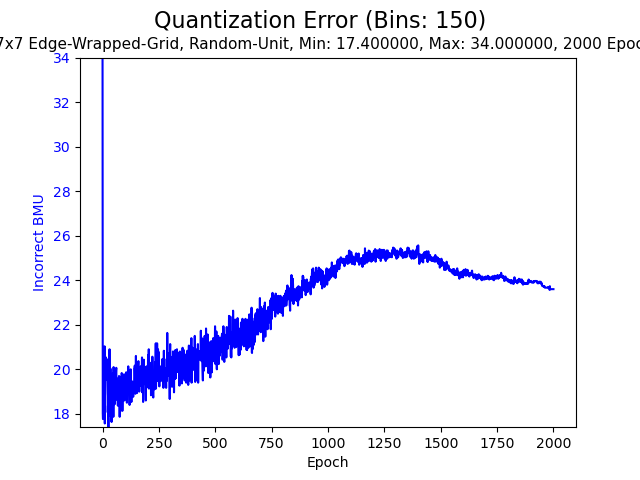 Quantization Error (Bins: 150)
7x7 Edge-Wrapped-Grid, Random-Unit, Min: 17.400000, Max: 34.000000, 2000 Epoc
34
32
30
28
26
24
22
20
18
Incorrect BMU
0 250 500 750 1000 1250 1500 1750 2000
Epoch